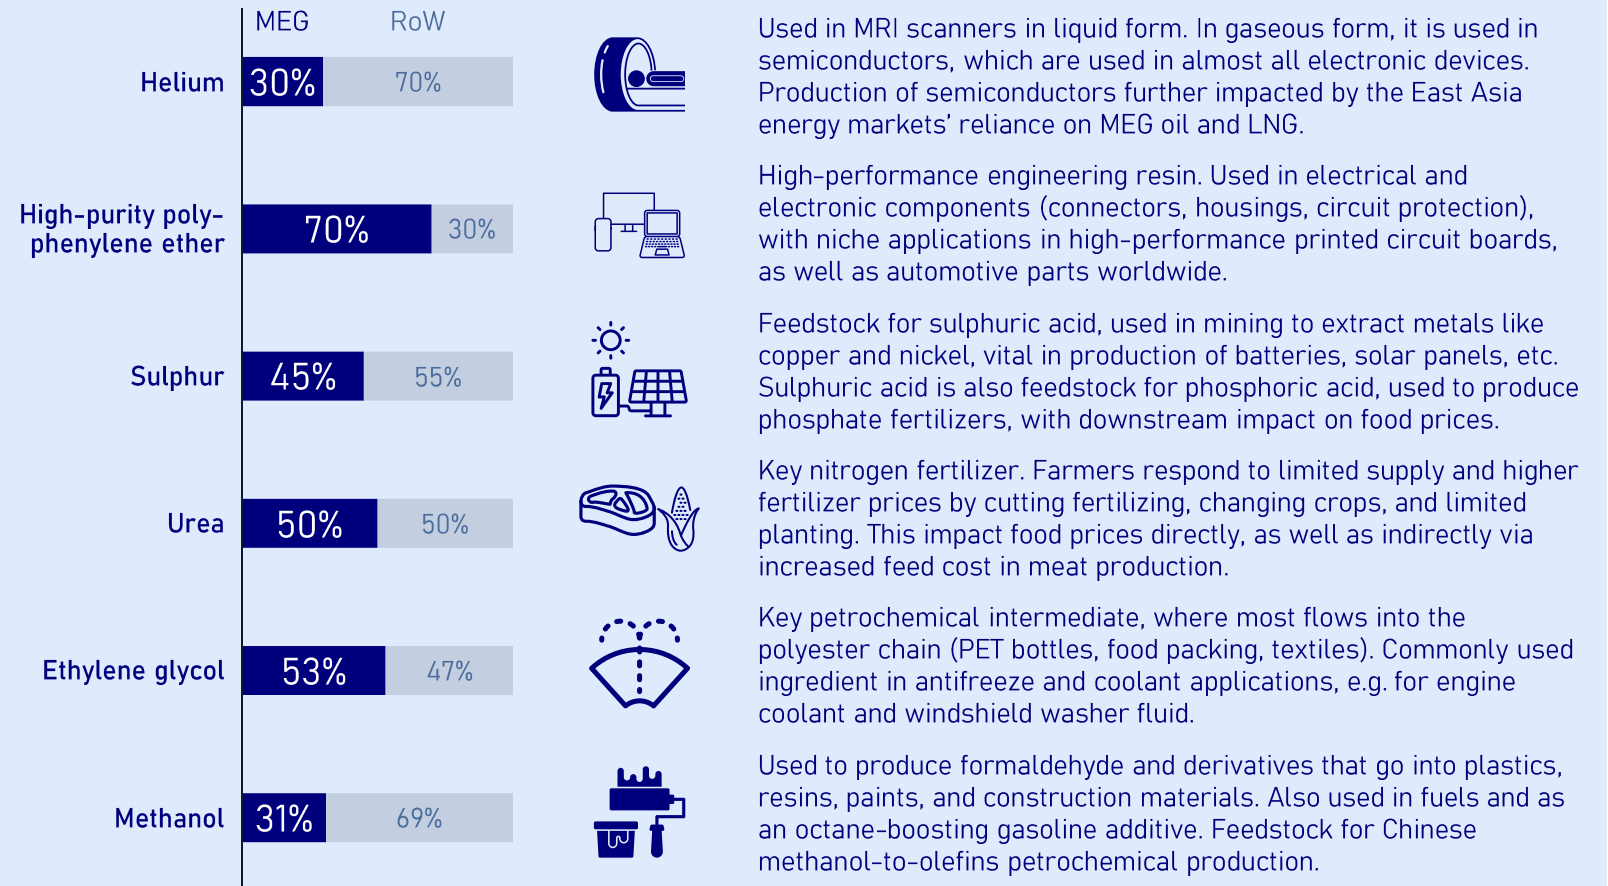 MEG RoW
Helium
30% 70%
Used in MRI scanners in liquid form. In gaseous form, it is used in
semiconductors, which are used in almost all electronic devices.
Production of semiconductors further impacted by the East Asia
energy markets’ reliance on MEG oil and LNG.
High-purity poly-
phenylene ether
70% 30%
High-performance engineering resin. Used in electrical and
electronic components (connectors, housings, circuit protection),
with niche applications in high-performance printed circuit boards,
as well as automotive parts worldwide.
Sulphur
45% 55%
Feedstock for sulphuric acid, used in mining to extract metals like
copper and nickel, vital in production of batteries, solar panels, etc.
Sulphuric acid is also feedstock for phosphoric acid, used to produce
phosphate fertilizers, with downstream impact on food prices.
Urea
50% 50%
Key nitrogen fertilizer. Farmers respond to limited supply and higher
fertilizer prices by cutting fertilizing, changing crops, and limited
planting. This impact food prices directly, as well as indirectly via
increased feed cost in meat production.
Ethylene glycol
53% 47%
Key petrochemical intermediate, where most flows into the
polyester chain (PET bottles, food packing, textiles). Commonly used
ingredient in antifreeze and coolant applications, e.g. for engine
coolant and windshield washer fluid.
Methanol
31% 69%
Used to produce formaldehyde and derivatives that go into plastics,
resins, paints, and construction materials. Also used in fuels and as
an octane-boosting gasoline additive. Feedstock for Chinese
methanol-to-olefins petrochemical production.